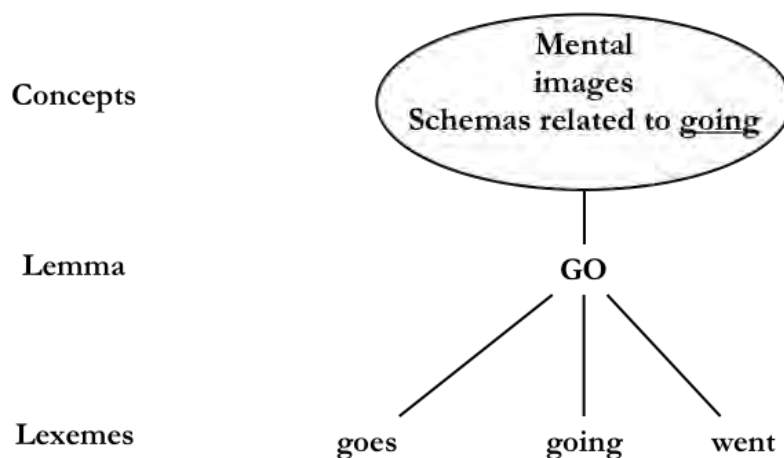 Mental
images
Concepts
Schemas related to going
Lemma
GO
Lexemes
goes going went